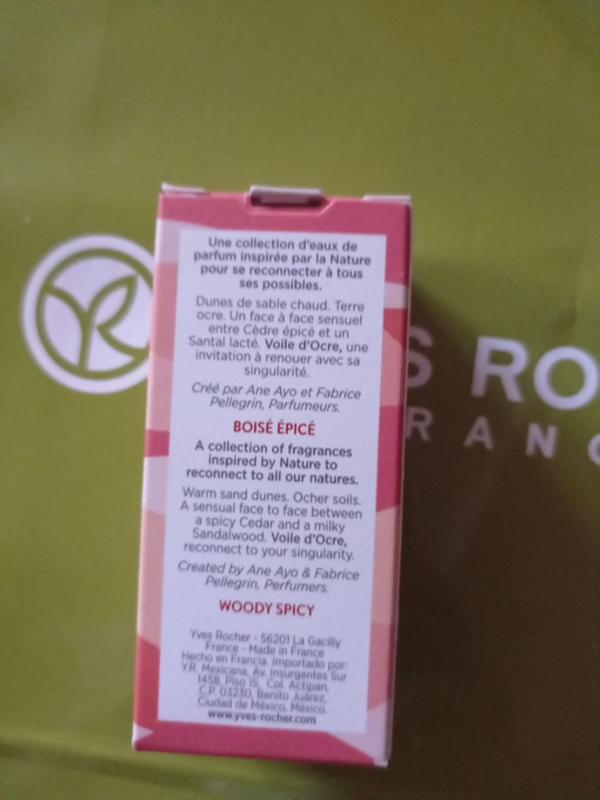 Une collection d'eaux de
parfum inspirée par la Nature
pour se reconnecter à tous
ses possibles.
Dunes de sable chaud. Terre
ocre. Un face à face sensuel
entre Cèdre épicé et un
Santal lacté. Voile d'Ocre, une
invitation à renouer avec sa
singularité.
Créé par Ane Ayo et Fabrice
Pellegrin, Parfumeurs.
BOISÉ ÉPICÉ
A collection of fragrances
inspired by Nature to
reconnect to all our natures.
Warm sand dunes. Ocher soils.
A sensual face to face between
a spicy Cedar and a milky
Sandalwood. Voile d'Ocre,
reconnect to your singularity.
Created by Ane Ayo & Fabrice
Pellegrin, Perfumers.
WOODY SPICY
Yves Rocher - 56201 La Gacilly
France - Made in France
Hecho en Francia. Importado por:
Y.R. Mexicana, Av. Insurgentes Sur
1458, Piso 15, Col. Actipan,
C.P. 03230, Benito Juárez,
Ciudad de México, México.
www.yves-rocher.com
YR
S RO
RANC